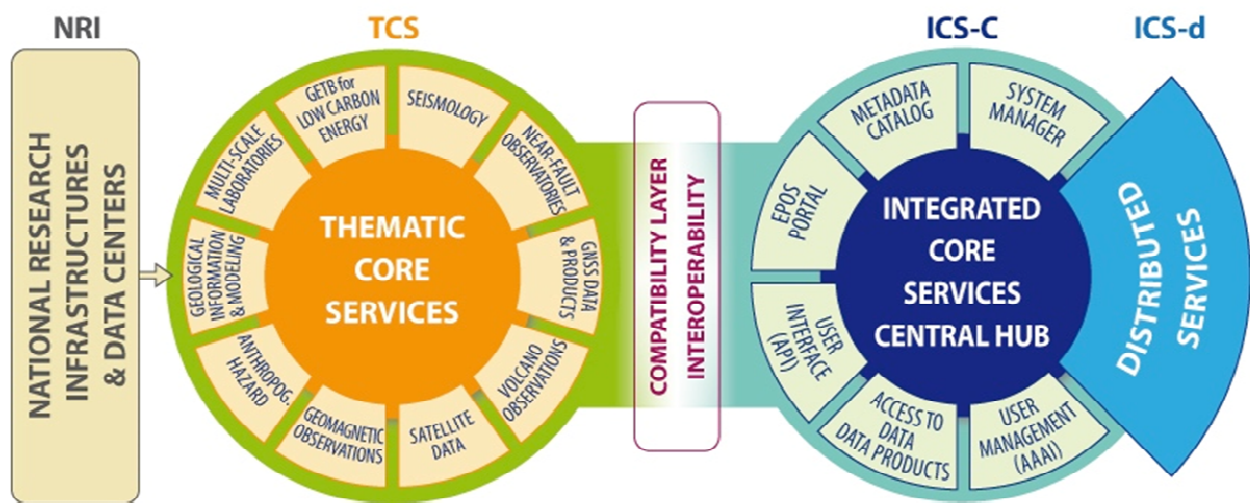 NRI
NATIONAL RESEARCH
INFRASTRUCTURES
& DATA CENTERS
TCS
GETB for
LOW CARBON
ENERGY
SEISMOLOGY
NEAR-FAULT
OBSERVATORIES
GNSS DATA
& PRODUCTS
VOLCANO
OBSERVATIONS
SATELLITE
DATA
GEOMAGNETIC
OBSERVATIONS
ANTHROPOG.
HAZARD
GEOLOGICAL
INFORMATION
& MODELING
MULTI-SCALE
LABORATORIES
THEMATIC
CORE
SERVICES
COMPATIBILITY LAYER
INTEROPERABILITY
ICS-C
METADATA
CATALOG
SYSTEM
MANAGER
EPOS
PORTAL
USER
INTERFACE
(API)
ACCESS TO
DATA
DATA PRODUCTS
USER
MANAGEMENT
(AAAI)
INTEGRATED
CORE
SERVICES
CENTRAL HUB
ICS-d
DISTRIBUTED
SERVICES